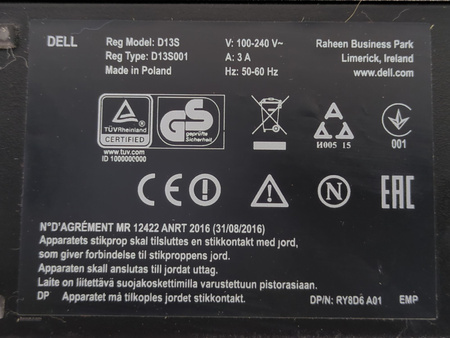 DELL
Reg Model: D13S
Reg Type: D13S001
Made in Poland
V: 100-240 V~
A: 3 A
Hz: 50-60 Hz
Raheen Business Park
Limerick, Ireland
www.dell.com
TÜVRheinland
CERTIFIED
www.tuv.com
ID 1000000000
GS
geprüfte
Sicherheit
И005 15
001
CE
N
EAC
N°D'AGRÉMENT MR 12422 ANRT 2016 (31/08/2016)
Apparatets stikprop skal tilsluttes en stikkontakt med jord,
som giver forbindelse til stikproppens jord.
Apparaten skall anslutas till jordat uttag.
Laite on liitettävä suojakoskettimilla varustettuun pistorasiaan.
DP Apparatet må tilkoples jordet stikkontakt.
DP/N: RY8D6 A01 EMP